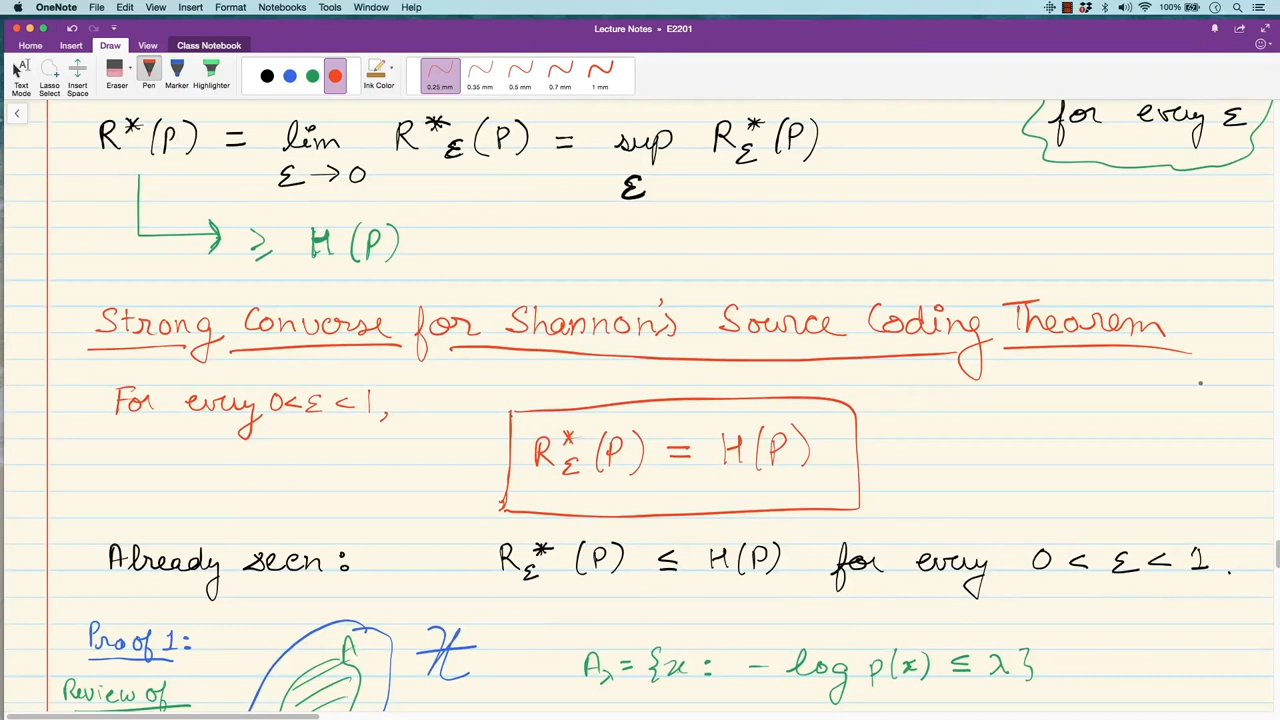 OneNote File Edit View Insert Format Notebooks Tools Window Help 100%
Lecture Notes - E2201
Home Insert Draw View Class Notebook
Text Mode Lasso Select Insert Space Eraser Pen Marker Highlighter Ink Color 0.25 mm 0.35 mm 0.5 mm 0.7 mm 1 mm
for every ε
R*(P) = lim ε→0 R*ε(P) = sup ε Rε*(P)
≥ H(P)
Strong Converse for Shannon's Source Coding Theorem
For every 0<ε<1,
R*ε(P) = H(P)
Already seen: Rε*(P) ≤ H(P) for every 0 < ε < 1.
Proof 1: A 𝒳
Aλ = {x: - log p(x) ≤ λ}
Review of